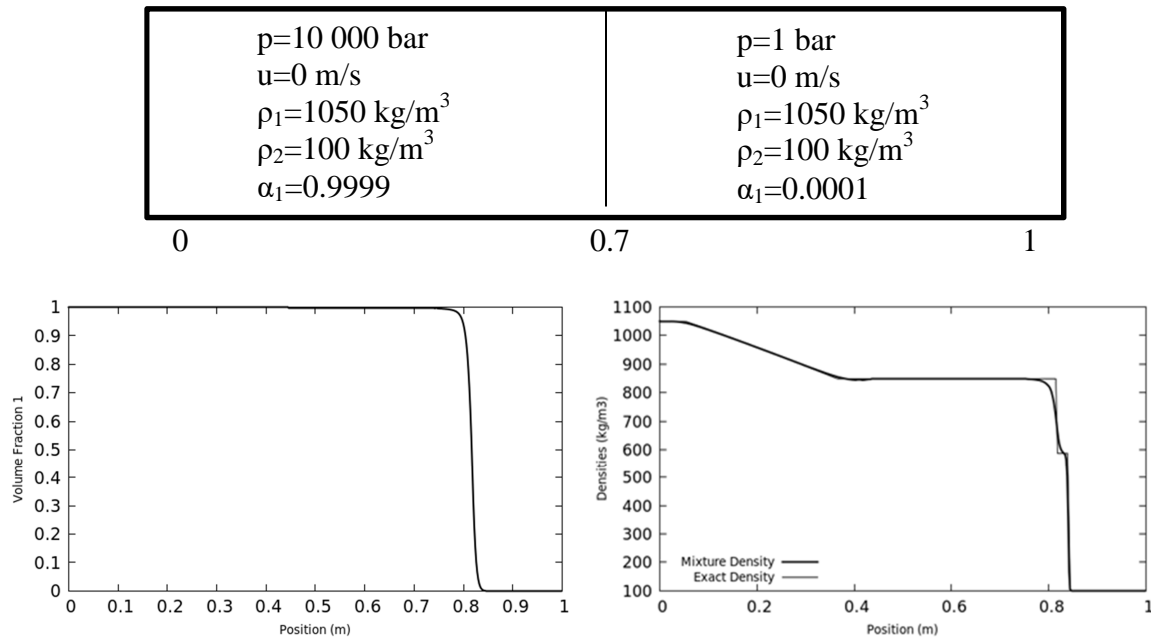 p=10 000 bar
u=0 m/s
ρ₁=1050 kg/m³
ρ₂=100 kg/m³
α₁=0.9999
p=1 bar
u=0 m/s
ρ₁=1050 kg/m³
ρ₂=100 kg/m³
α₁=0.0001
0 0.7 1
Volume Fraction 1
1
0.9
0.8
0.7
0.6
0.5
0.4
0.3
0.2
0.1
0
0 0.1 0.2 0.3 0.4 0.5 0.6 0.7 0.8 0.9 1
Position (m)
Densities (kg/m3)
1100
1000
900
800
700
600
500
400
300
200
100
Mixture Density
Exact Density
0 0.2 0.4 0.6 0.8 1
Position (m)